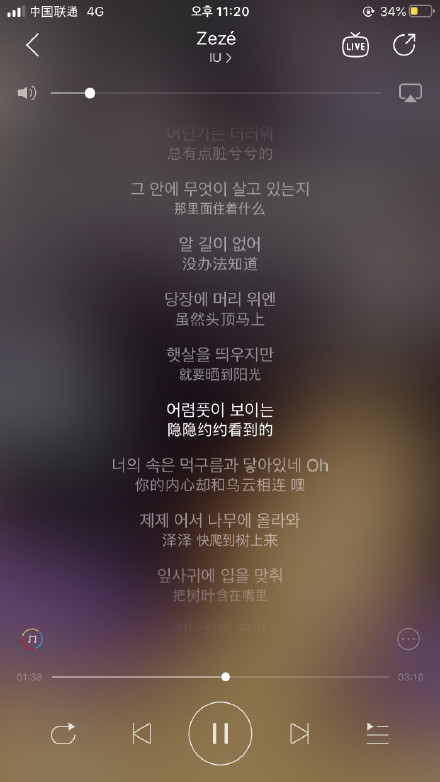 中国联通 4G 오후 11:20 34%
Zezé
IU
LIVE
어딘가는 더러워
总有点脏兮兮的
그 안에 무엇이 살고 있는지
那里面住着什么
알 길이 없어
没办法知道
당장에 머리 위엔
虽然头顶马上
햇살을 띄우지만
就要晒到阳光
어렴풋이 보이는
隐隐约约看到的
너의 속은 먹구름과 닿아있네 Oh
你的内心却和乌云相连 噢
제제 어서 나무에 올라와
泽泽 快爬到树上来
잎사귀에 입을 맞춰
把树叶含在嘴里
01:38
03:10